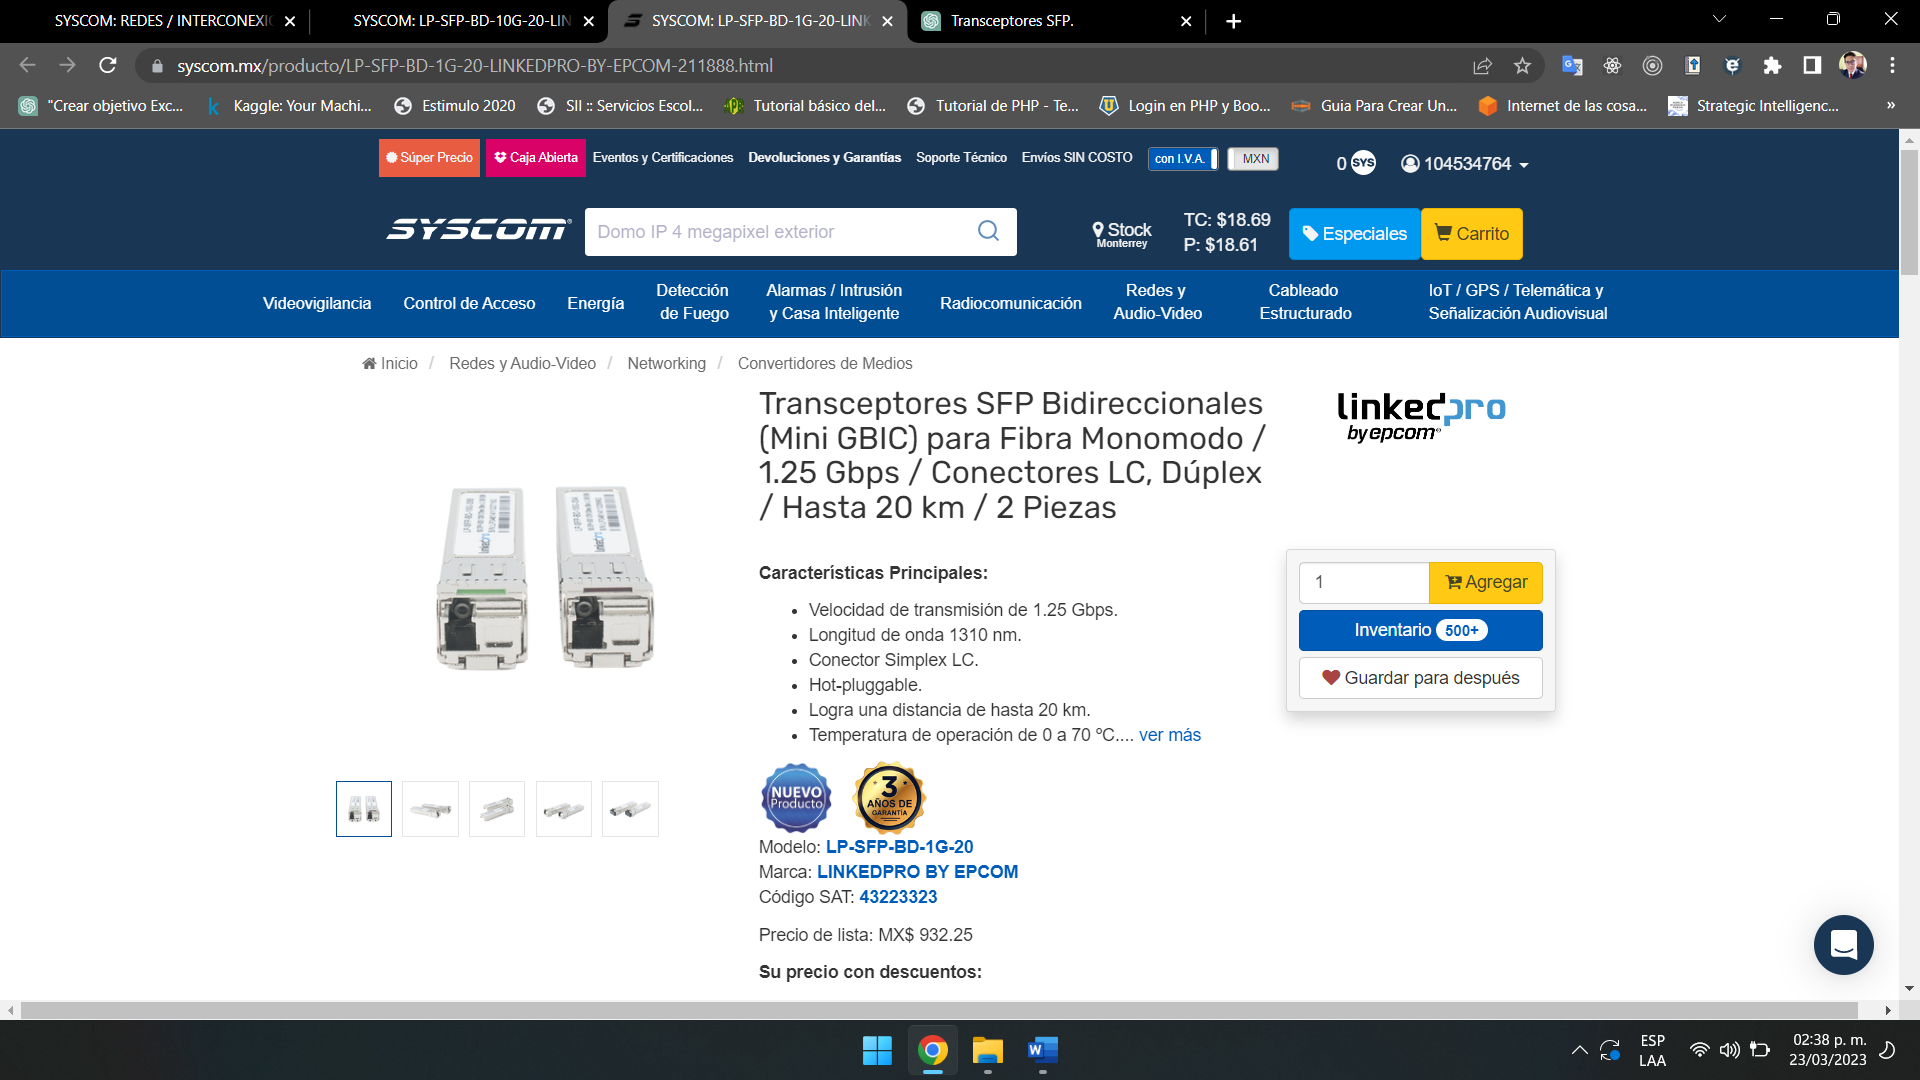 SYSCOM: REDES / INTERCONEXIO
SYSCOM: LP-SFP-BD-10G-20-LIN
SYSCOM: LP-SFP-BD-1G-20-LINK
Transceptores SFP.
syscom.mx/producto/LP-SFP-BD-1G-20-LINKEDPRO-BY-EPCOM-211888.html
"Crear objetivo Exc...
Kaggle: Your Machi...
Estimulo 2020
SII :: Servicios Escol...
Tutorial básico del...
Tutorial de PHP - Te...
Login en PHP y Boo...
Guia Para Crear Un...
Internet de las cosa...
Strategic Intelligenc...
»
Súper Precio
Caja Abierta
Eventos y Certificaciones
Devoluciones y Garantías
Soporte Técnico
Envíos SIN COSTO
con I.V.A.
MXN
0 SYS
104534764
SYSCOM
Domo IP 4 megapixel exterior
Stock
Monterrey
TC: $18.69
P: $18.61
Especiales
Carrito
Videovigilancia
Control de Acceso
Energía
Detección
de Fuego
Alarmas / Intrusión
y Casa Inteligente
Radiocomunicación
Redes y
Audio-Video
Cableado
Estructurado
IoT / GPS / Telemática y
Señalización Audiovisual
Inicio / Redes y Audio-Video / Networking / Convertidores de Medios
Transceptores SFP Bidireccionales
(Mini GBIC) para Fibra Monomodo /
1.25 Gbps / Conectores LC, Dúplex
/ Hasta 20 km / 2 Piezas
linkedpro
by epcom
Características Principales:
• Velocidad de transmisión de 1.25 Gbps.
• Longitud de onda 1310 nm.
• Conector Simplex LC.
• Hot-pluggable.
• Logra una distancia de hasta 20 km.
• Temperatura de operación de 0 a 70 ºC.... ver más
1
Agregar
Inventario 500+
Guardar para después
linkedpro
linkedpro
NUEVO
Producto
3
AÑOS DE
GARANTÍA
Modelo: LP-SFP-BD-1G-20
Marca: LINKEDPRO BY EPCOM
Código SAT: 43223323
Precio de lista: MX$ 932.25
Su precio con descuentos:
ESP
LAA
02:38 p. m.
23/03/2023